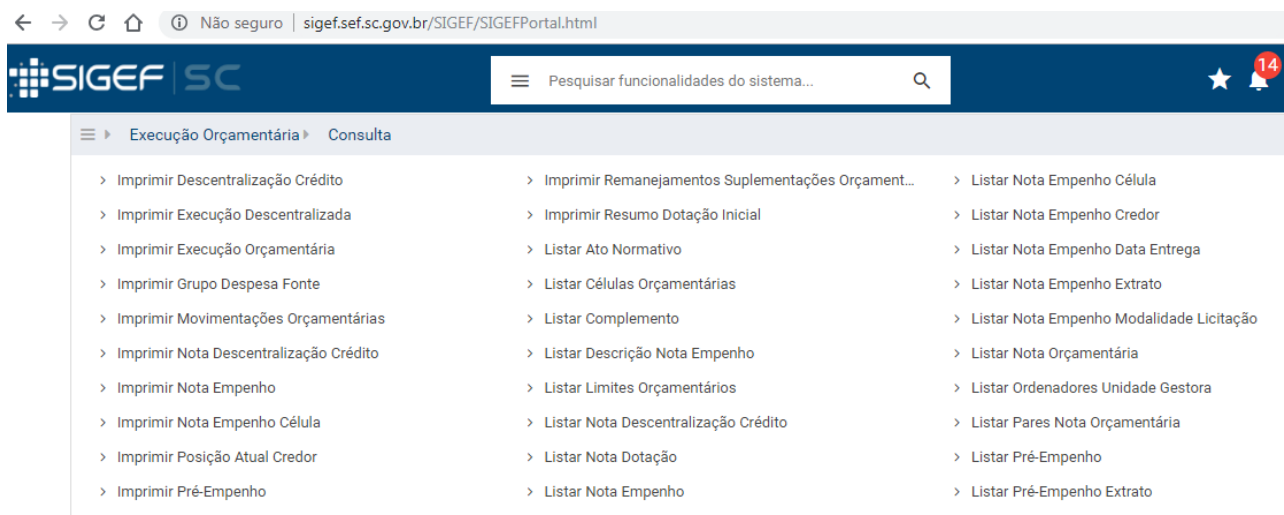 Não seguro | sigef.sef.sc.gov.br/SIGEF/SIGEFPortal.html
SIGEF|SC
Pesquisar funcionalidades do sistema...
14
Execução Orçamentária
Consulta
Imprimir Descentralização Crédito
Imprimir Execução Descentralizada
Imprimir Execução Orçamentária
Imprimir Grupo Despesa Fonte
Imprimir Movimentações Orçamentárias
Imprimir Nota Descentralização Crédito
Imprimir Nota Empenho
Imprimir Nota Empenho Célula
Imprimir Posição Atual Credor
Imprimir Pré-Empenho
Imprimir Remanejamentos Suplementações Orçament...
Imprimir Resumo Dotação Inicial
Listar Ato Normativo
Listar Células Orçamentárias
Listar Complemento
Listar Descrição Nota Empenho
Listar Limites Orçamentários
Listar Nota Descentralização Crédito
Listar Nota Dotação
Listar Nota Empenho
Listar Nota Empenho Célula
Listar Nota Empenho Credor
Listar Nota Empenho Data Entrega
Listar Nota Empenho Extrato
Listar Nota Empenho Modalidade Licitação
Listar Nota Orçamentária
Listar Ordenadores Unidade Gestora
Listar Pares Nota Orçamentária
Listar Pré-Empenho
Listar Pré-Empenho Extrato